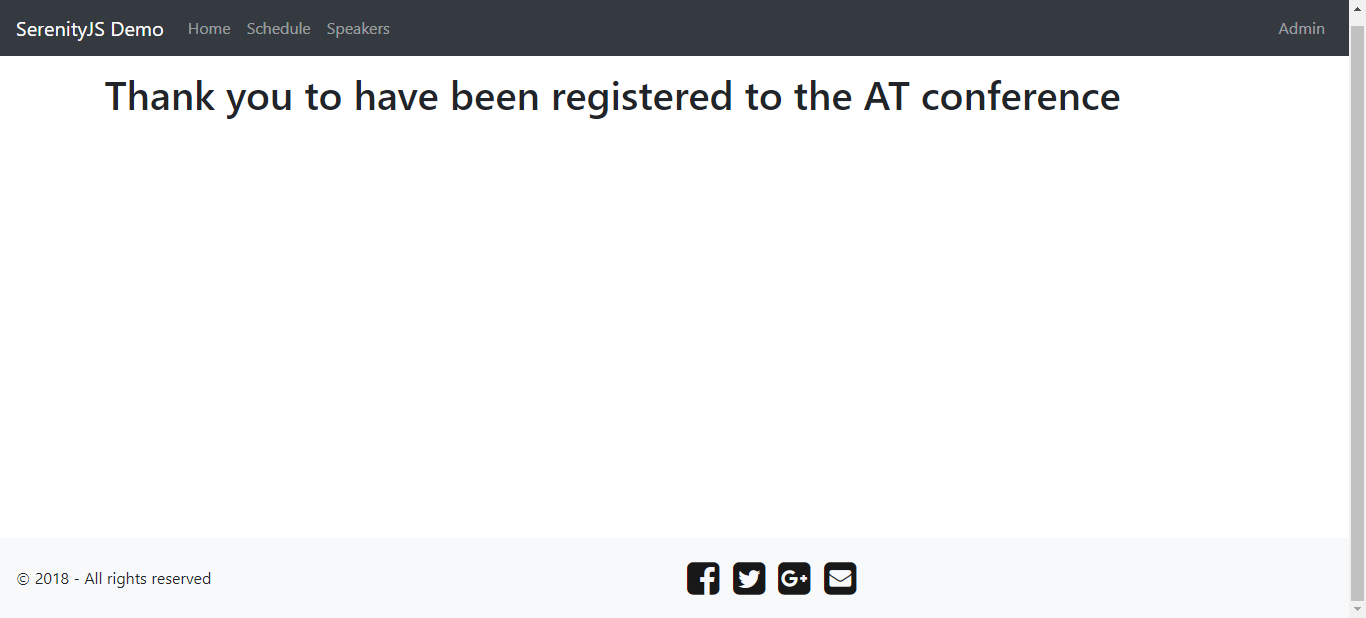 SerenityJS Demo Home Schedule Speakers Admin
Thank you to have been registered to the AT conference
© 2018 - All rights reserved